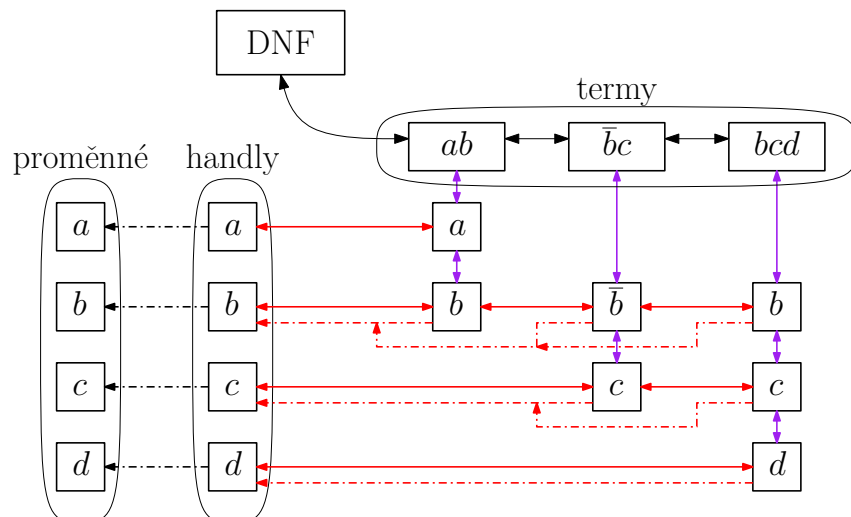 DNF
termy
ab b̅c bcd
proměnné handly
a a a
b b b b̅ b
c c c c
d d d